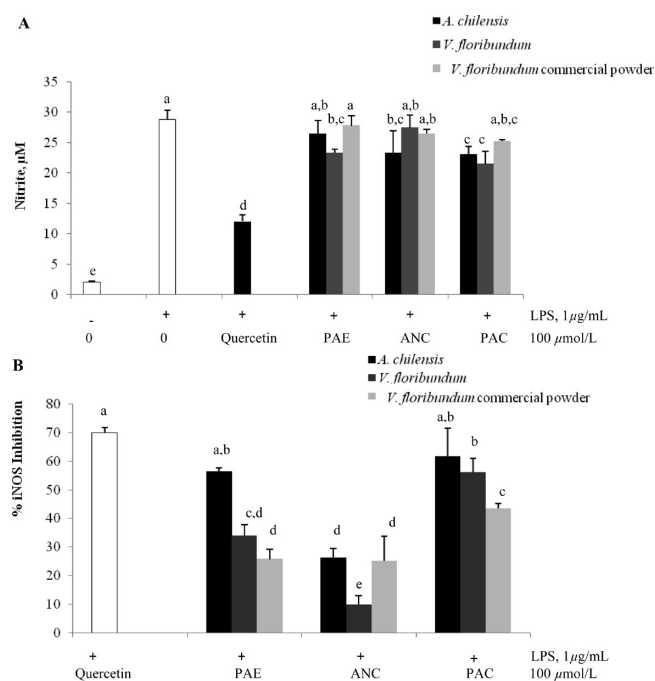 A
A. chilensis
V. floribundum
V. floribundum commercial powder
Nitrite, µM
35
30
25
20
15
10
5
0
e
a
d
a,b
b,c
a
b,c
a,b
a,b
c
c
a,b,c
- + + + + + LPS, 1µg/mL
0 0 Quercetin PAE ANC PAC 100 µmol/L
B
A. chilensis
V. floribundum
V. floribundum commercial powder
% iNOS Inhibition
80
70
60
50
40
30
20
10
0
a
a,b
c,d
d
d
e
d
a,b
b
c
+ + + + LPS, 1µg/mL
Quercetin PAE ANC PAC 100 µmol/L